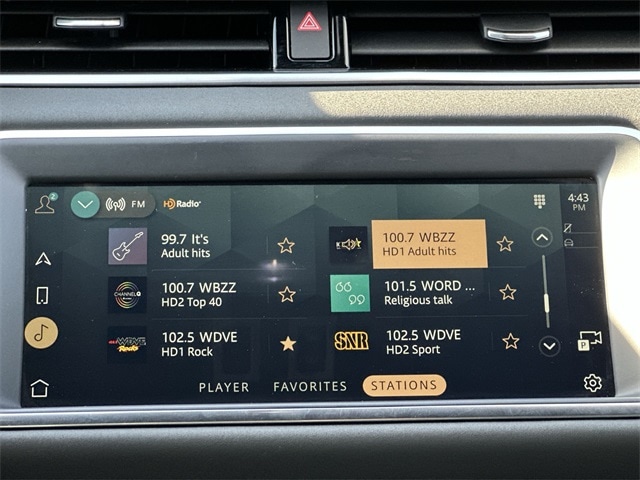 2
FM
HD Radio
4:43
PM
99.7 It's
Adult hits
100.7 WBZZ
HD1 Adult hits
100.7 WBZZ
HD2 Top 40
101.5 WORD ...
Religious talk
102.5 WDVE
HD1 Rock
SNR
102.5 WDVE
HD2 Sport
P
PLAYER FAVORITES STATIONS